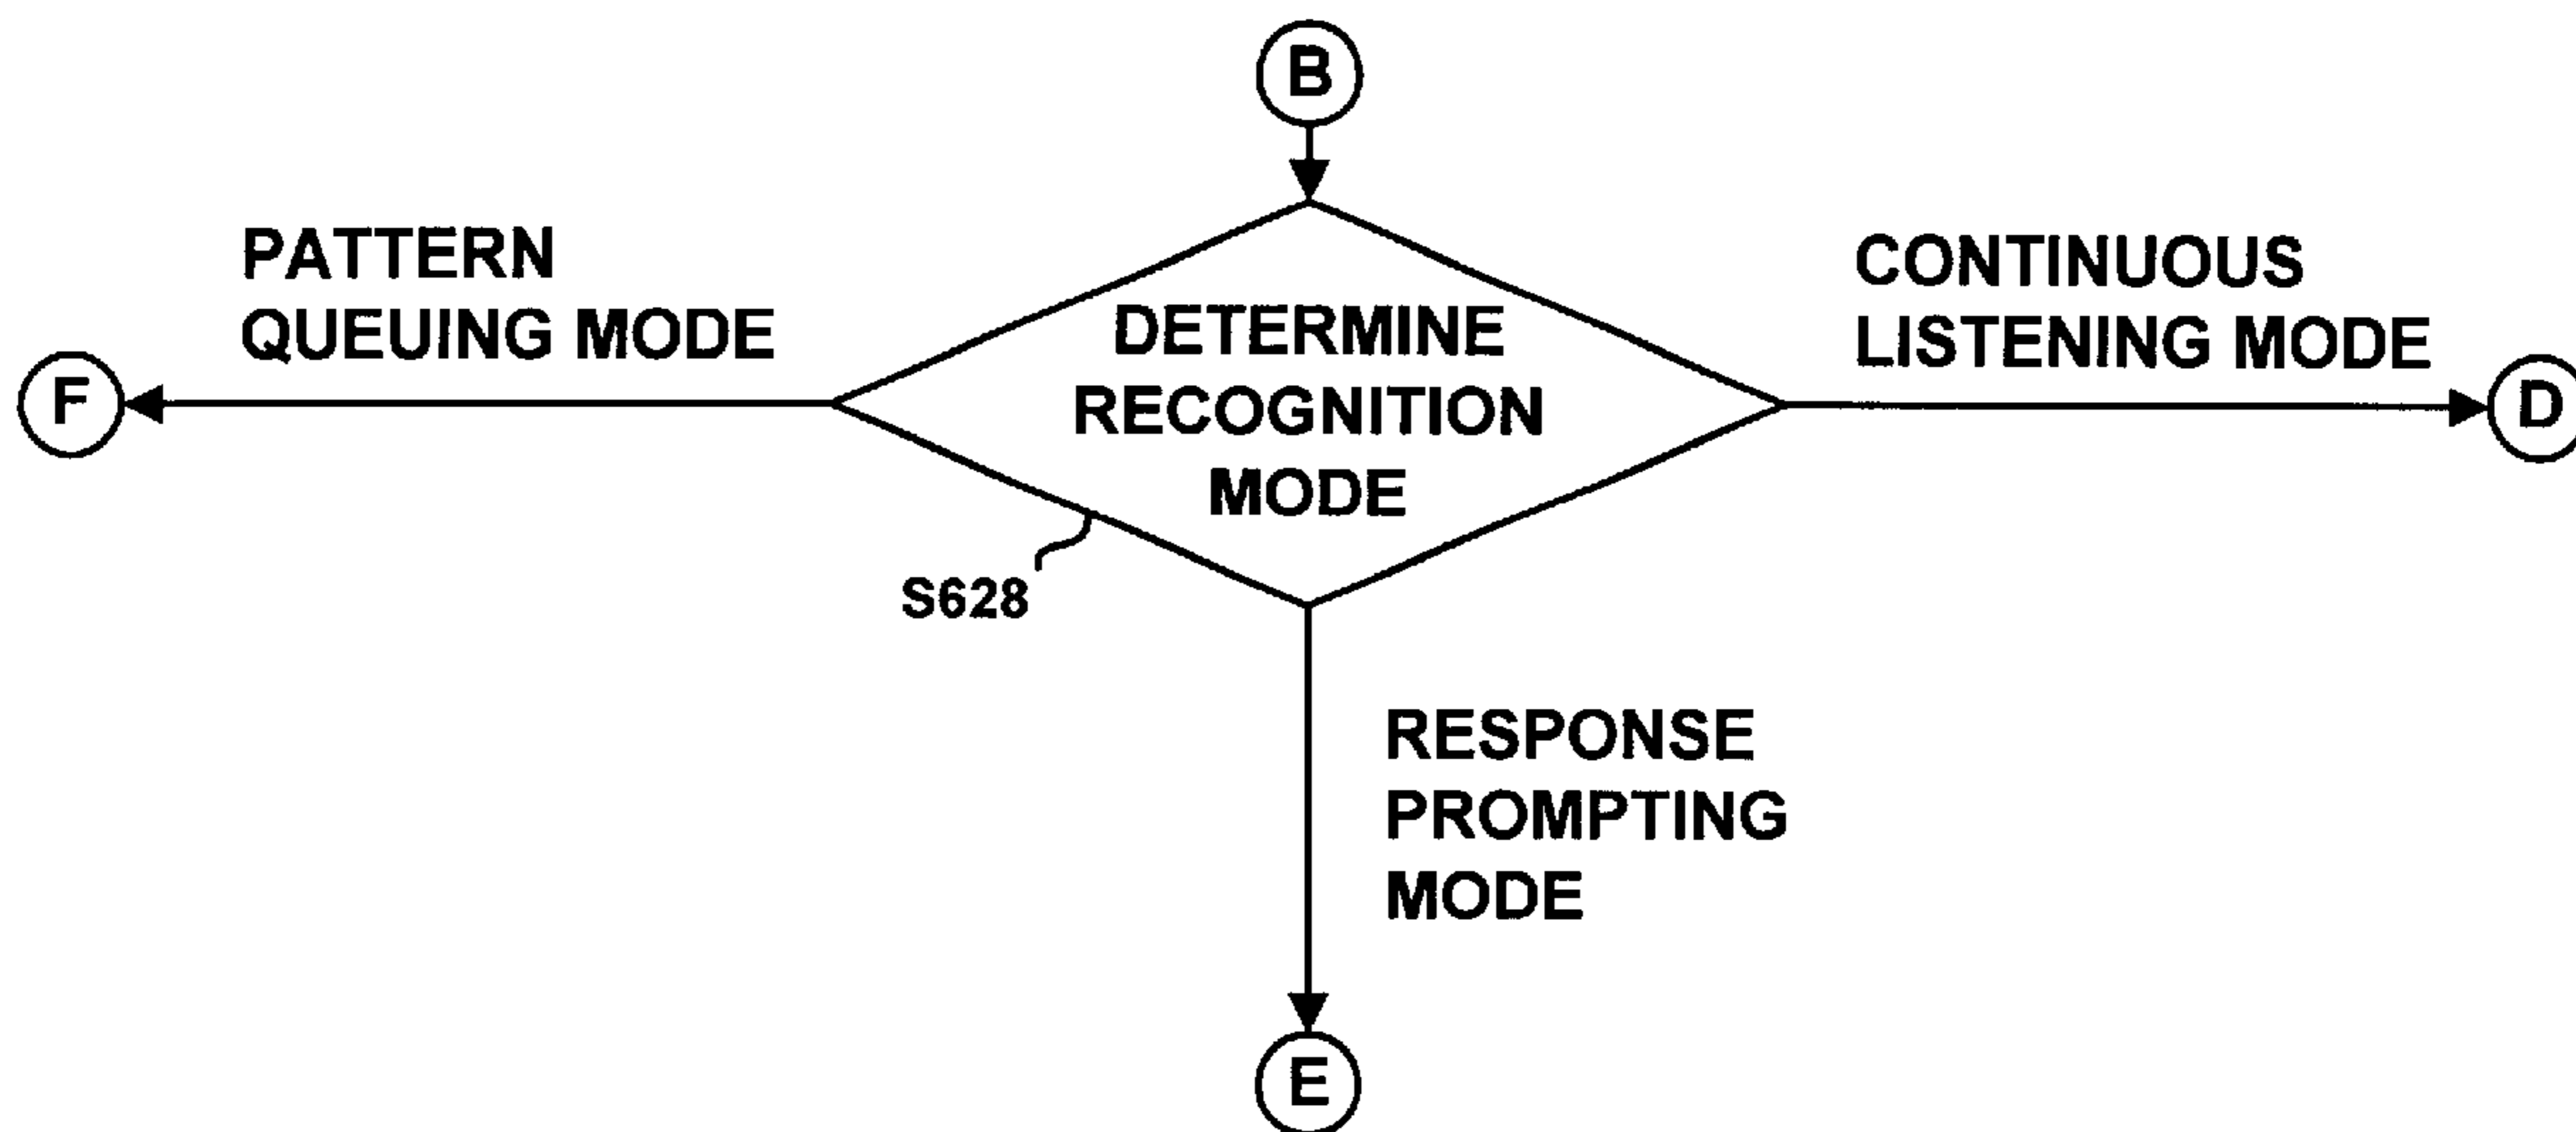 B
PATTERN
QUEUING MODE
CONTINUOUS
LISTENING MODE
DETERMINE
RECOGNITION
MODE
F
D
S628
RESPONSE
PROMPTING
MODE
E